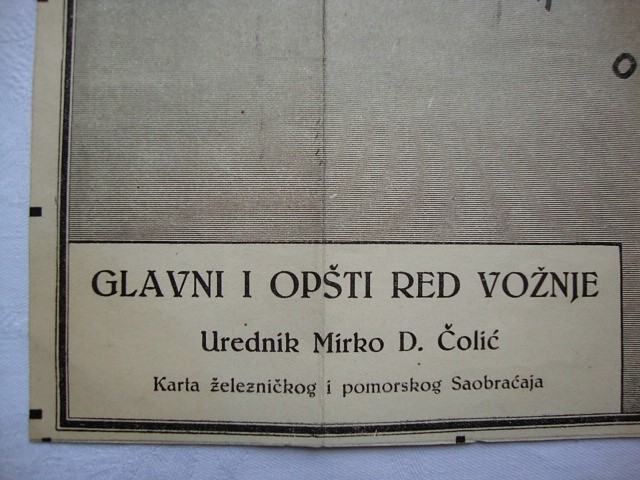 GLAVNI I OPŠTI RED VOŽNJE
Urednik Mirko D. Čolić
Karta železničkog i pomorskog Saobraćaja